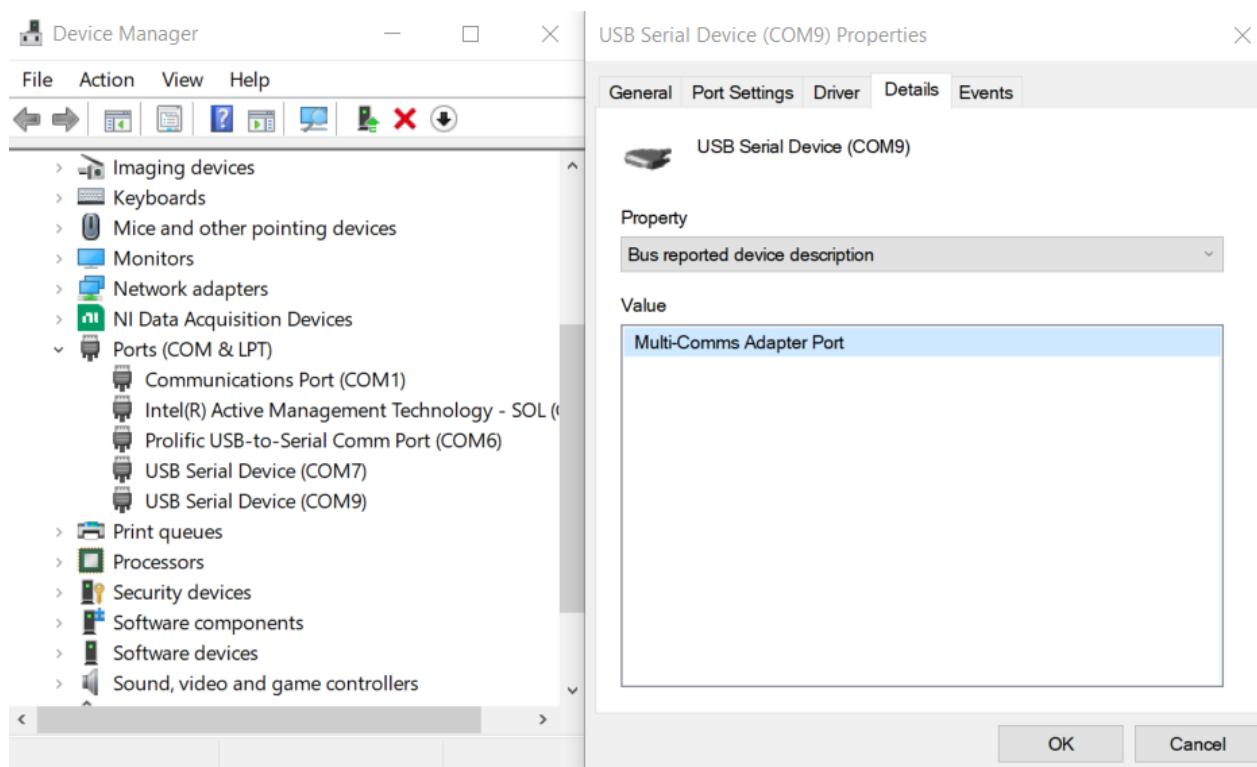 Device Manager
File Action View Help
Imaging devices
Keyboards
Mice and other pointing devices
Monitors
Network adapters
NI Data Acquisition Devices
Ports (COM & LPT)
Communications Port (COM1)
Intel(R) Active Management Technology - SOL (
Prolific USB-to-Serial Comm Port (COM6)
USB Serial Device (COM7)
USB Serial Device (COM9)
Print queues
Processors
Security devices
Software components
Software devices
Sound, video and game controllers
USB Serial Device (COM9) Properties
General Port Settings Driver Details Events
USB Serial Device (COM9)
Property
Bus reported device description
Value
Multi-Comms Adapter Port
OK Cancel